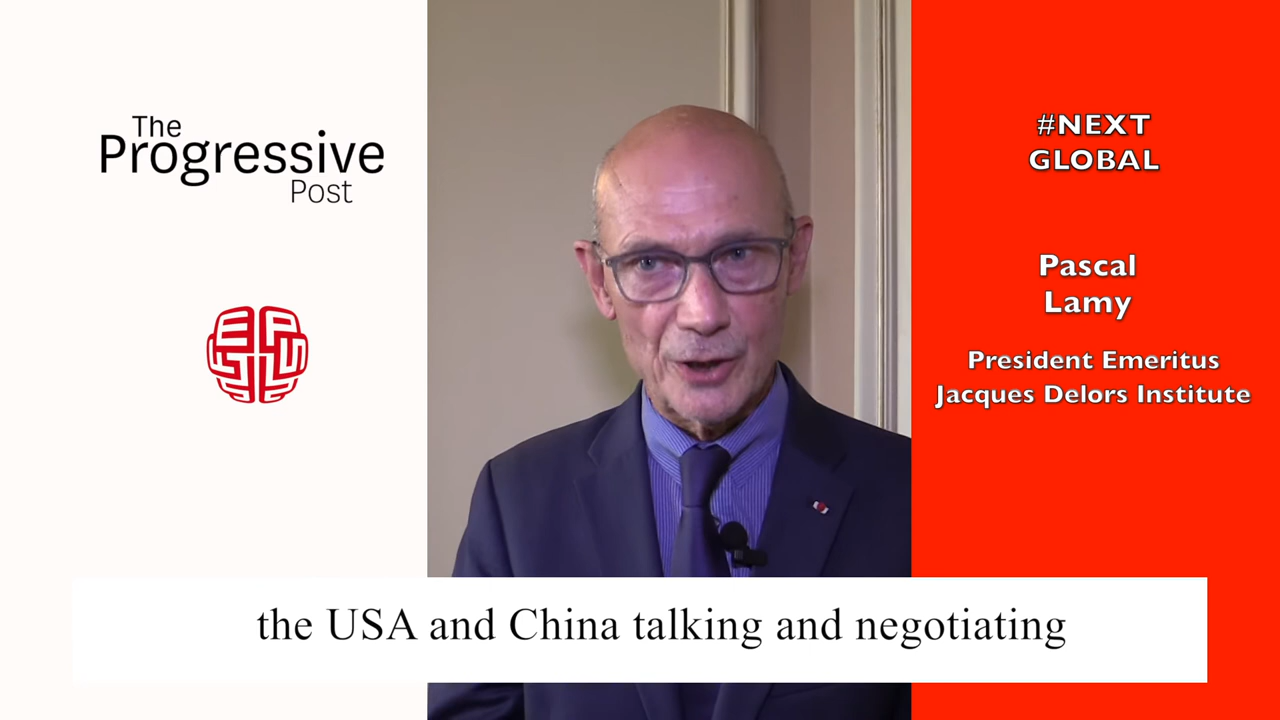 The
Progressive
Post
#NEXT
GLOBAL
Pascal
Lamy
President Emeritus
Jacques Delors Institute
the USA and China talking and negotiating